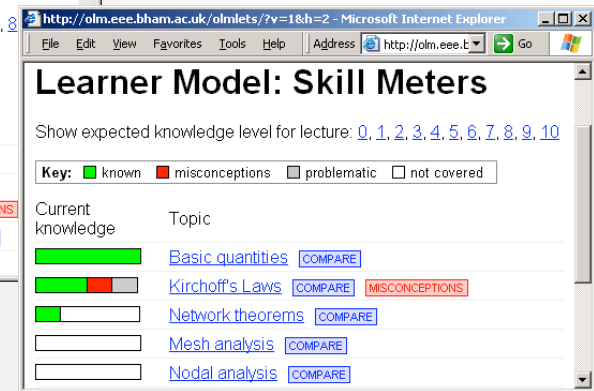 , 8
NS
http://olm.eee.bham.ac.uk/olmlets/?v=1&h=2 - Microsoft Internet Explorer
File Edit View Favorites Tools Help Address http://olm.eee.b Go
Learner Model: Skill Meters
Show expected knowledge level for lecture: 0, 1, 2, 3, 4, 5, 6, 7, 8, 9, 10
Key: known misconceptions problematic not covered
Current
knowledge Topic
Basic quantities COMPARE
Kirchoff's Laws COMPARE MISCONCEPTIONS
Network theorems COMPARE
Mesh analysis COMPARE
Nodal analysis COMPARE